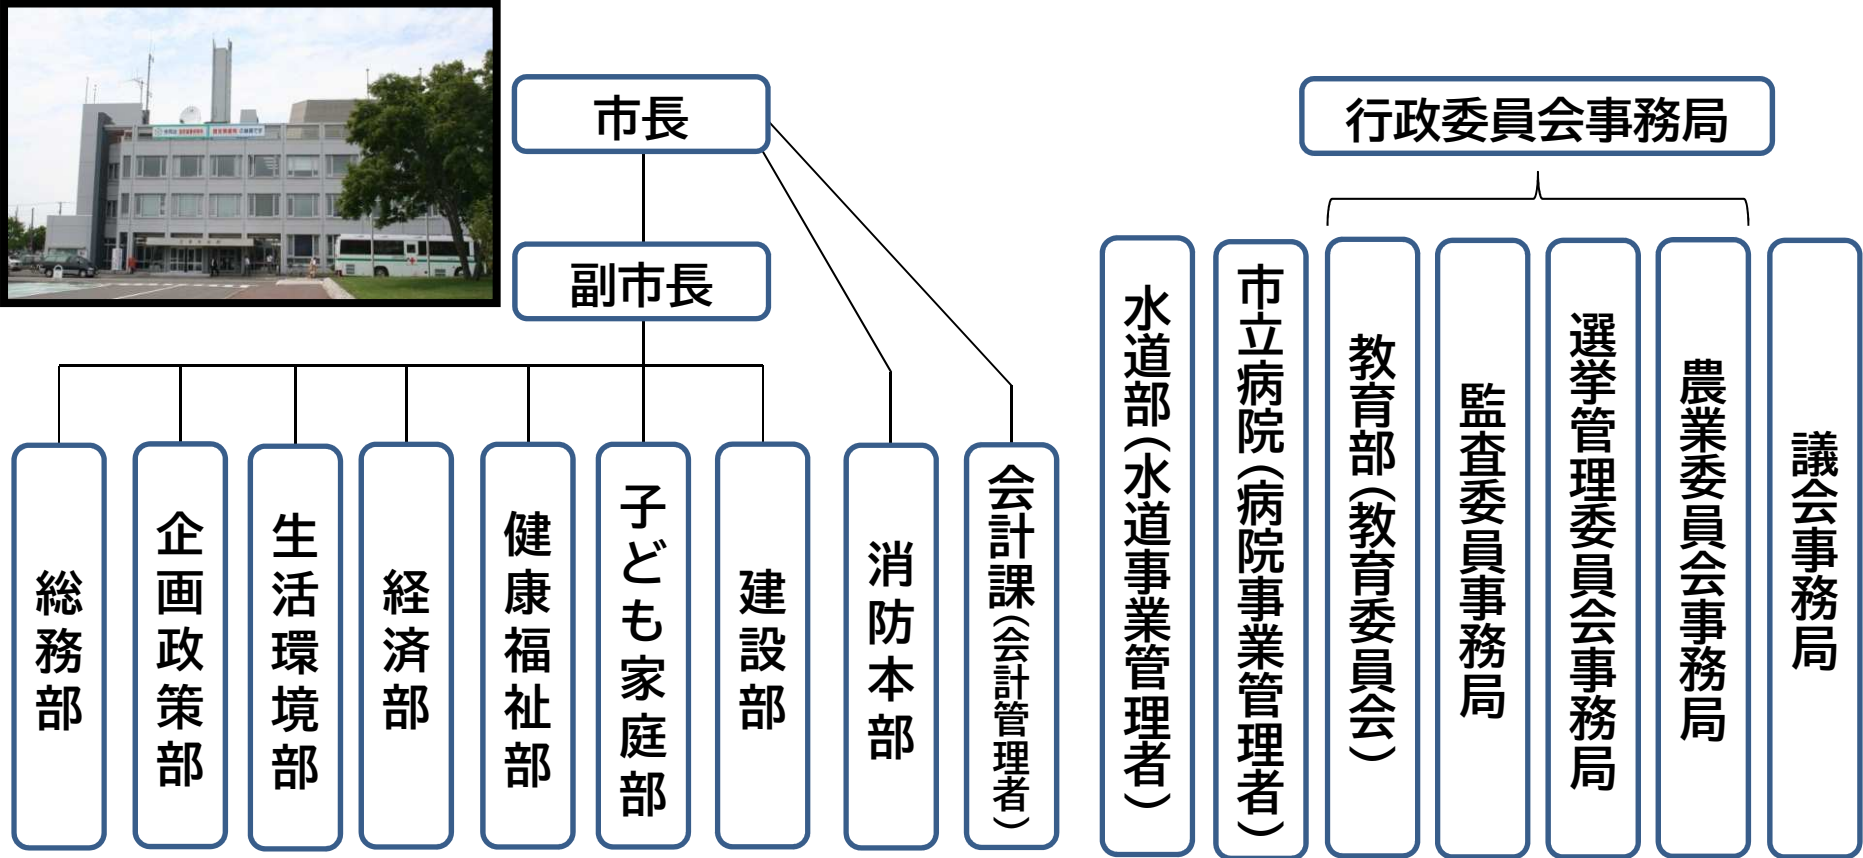 市長
行政委員会事務局
副市長
総務部
企画政策部
生活環境部
経済部
健康福祉部
子ども家庭部
建設部
消防本部
会計課(会計管理者)
水道部(水道事業管理者)
市立病院(病院事業管理者)
教育部(教育委員会)
監査委員事務局
選挙管理委員会事務局
農業委員会事務局
議会事務局